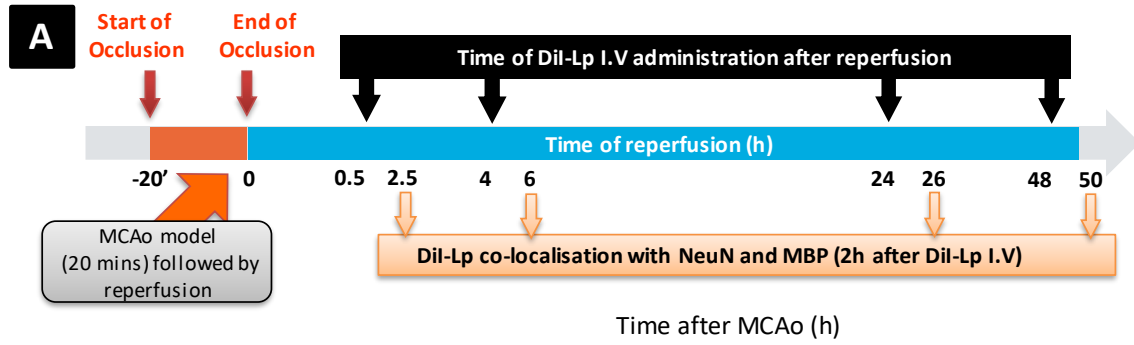 A
Start of
Occlusion
End of
Occlusion
Time of DiI-Lp I.V administration after reperfusion
Time of reperfusion (h)
-20’ 0 0.5 2.5 4 6 24 26 48 50
MCAo model
(20 mins) followed by
reperfusion
DiI-Lp co-localisation with NeuN and MBP (2h after DiI-Lp I.V)
Time after MCAo (h)